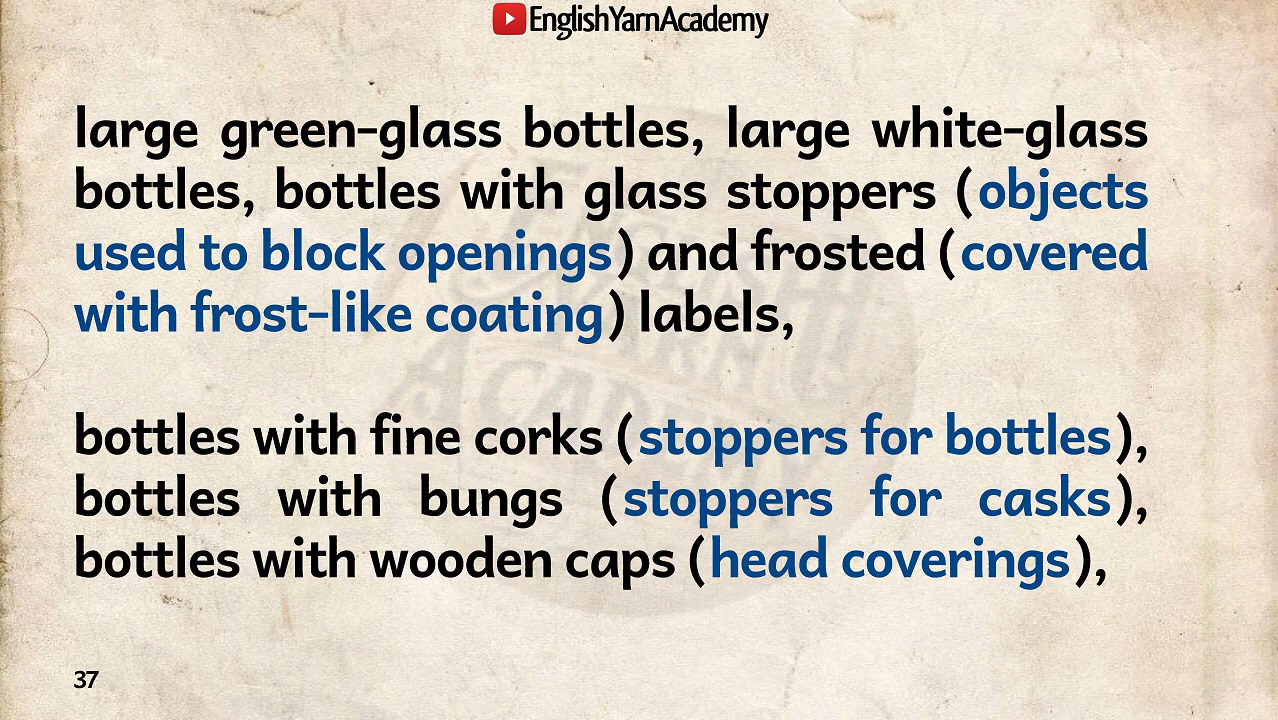 EnglishYarnAcademy
large green-glass bottles, large white-glass
bottles, bottles with glass stoppers (objects
used to block openings) and frosted (covered
with frost-like coating) labels,
bottles with fine corks (stoppers for bottles),
bottles with bungs (stoppers for casks),
bottles with wooden caps (head coverings),
37